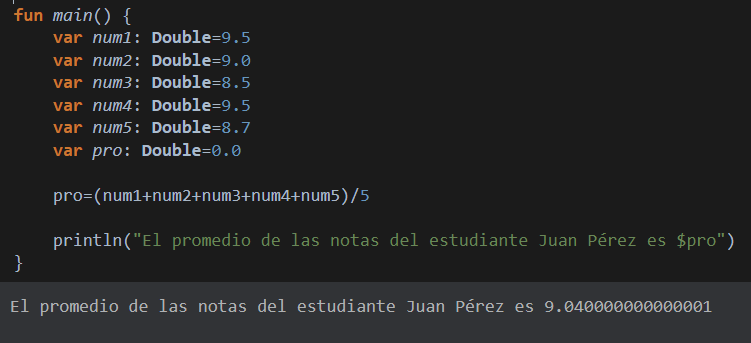 fun main() {
    var num1: Double=9.5
    var num2: Double=9.0
    var num3: Double=8.5
    var num4: Double=9.5
    var num5: Double=8.7
    var pro: Double=0.0
    pro=(num1+num2+num3+num4+num5)/5
    println("El promedio de las notas del estudiante Juan Pérez es $pro")
}
El promedio de las notas del estudiante Juan Pérez es 9.040000000000001